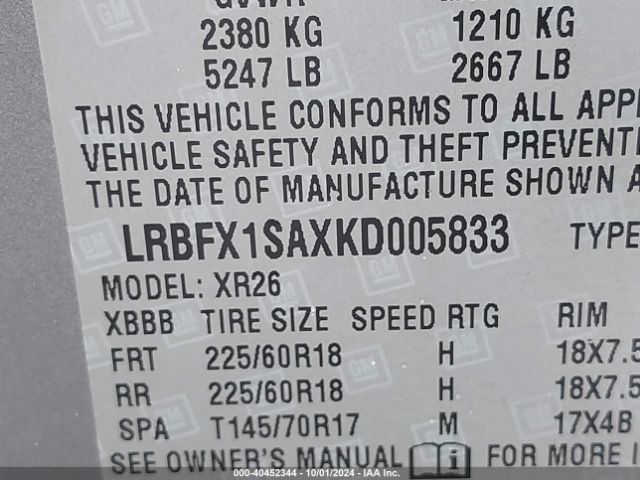 2380 KG 1210 KG
5247 LB 2667 LB
THIS VEHICLE CONFORMS TO ALL APPL
VEHICLE SAFETY AND THEFT PREVENTI
THE DATE OF MANUFACTURE SHOWN A
LRBFX1SAXKD005833 TYPE
MODEL: XR26
XBBB TIRE SIZE SPEED RTG RIM
FRT 225/60R18 H 18X7.5
RR 225/60R18 H 18X7.5
SPA T145/70R17 M 17X4B
SEE OWNER'S MANUAL i FOR MORE I
000-40452344 - 10/01/2024 - IAA Inc.